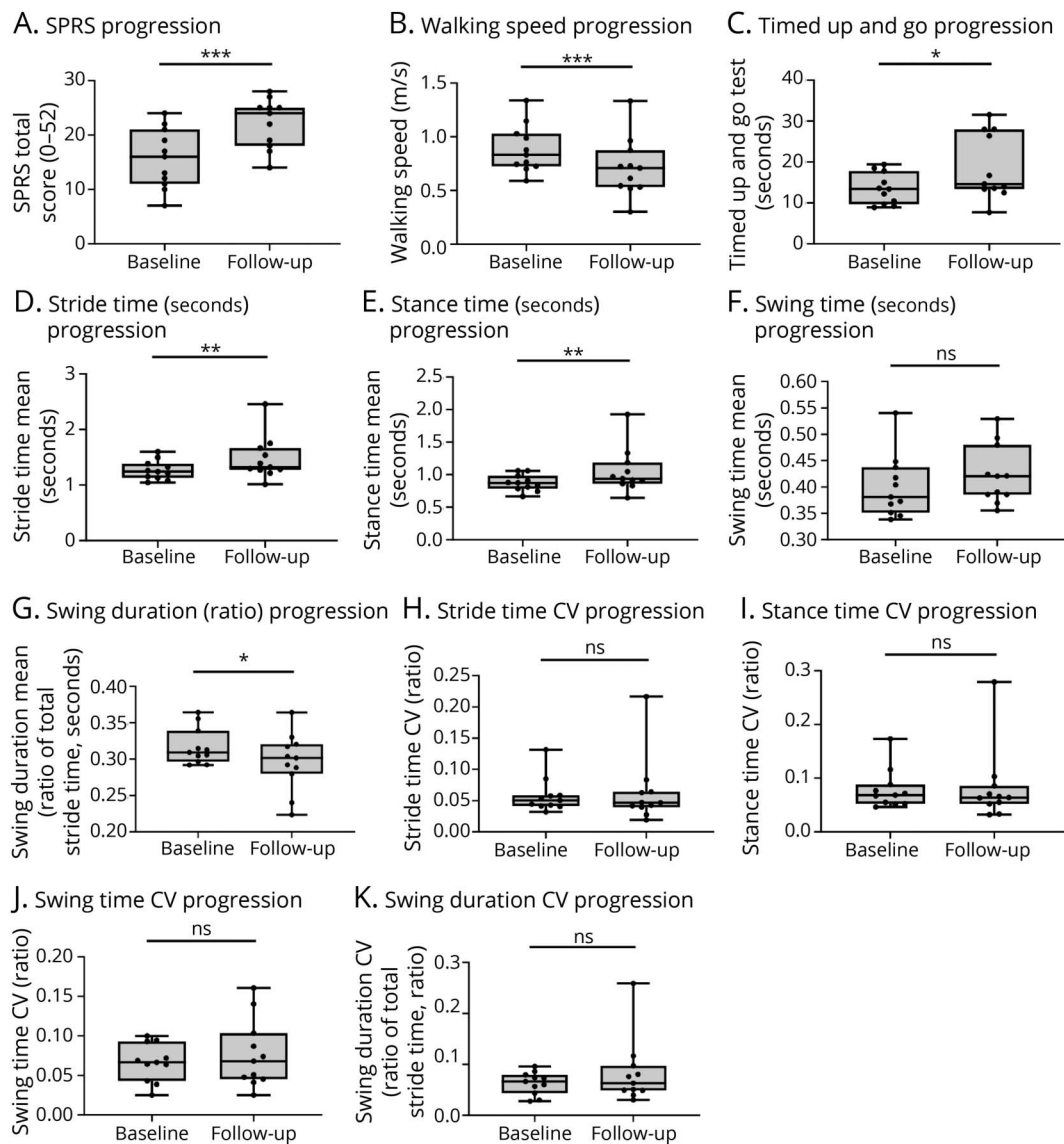 A. SPRS progression
***
SPRS total
score (0–52)
30
20
10
0
Baseline
Follow-up
B. Walking speed progression
***
Walking speed (m/s)
1.5
1.0
0.5
0.0
Baseline
Follow-up
C. Timed up and go progression
*
Timed up and go test
(seconds)
40
30
20
10
0
Baseline
Follow-up
D. Stride time (seconds)
progression
**
Stride time mean
(seconds)
3
2
1
0
Baseline
Follow-up
E. Stance time (seconds)
progression
**
Stance time mean
(seconds)
2.5
2.0
1.5
1.0
0.5
0.0
Baseline
Follow-up
F. Swing time (seconds)
progression
ns
Swing time mean
(seconds)
0.60
0.55
0.50
0.45
0.40
0.35
0.30
Baseline
Follow-up
G. Swing duration (ratio) progression
*
Swing duration mean
(ratio of total
stride time, seconds)
0.40
0.35
0.30
0.20
Baseline
Follow-up
H. Stride time CV progression
ns
Stride time CV (ratio)
0.25
0.20
0.15
0.10
0.05
0.00
Baseline
Follow-up
I. Stance time CV progression
ns
Stance time CV (ratio)
0.3
0.2
0.1
0.0
Baseline
Follow-up
J. Swing time CV progression
ns
Swing time CV (ratio)
0.20
0.15
0.10
0.05
0.00
Baseline
Follow-up
K. Swing duration CV progression
ns
Swing duration CV
(ratio of total
stride time, ratio)
0.3
0.2
0.1
0.0
Baseline
Follow-up